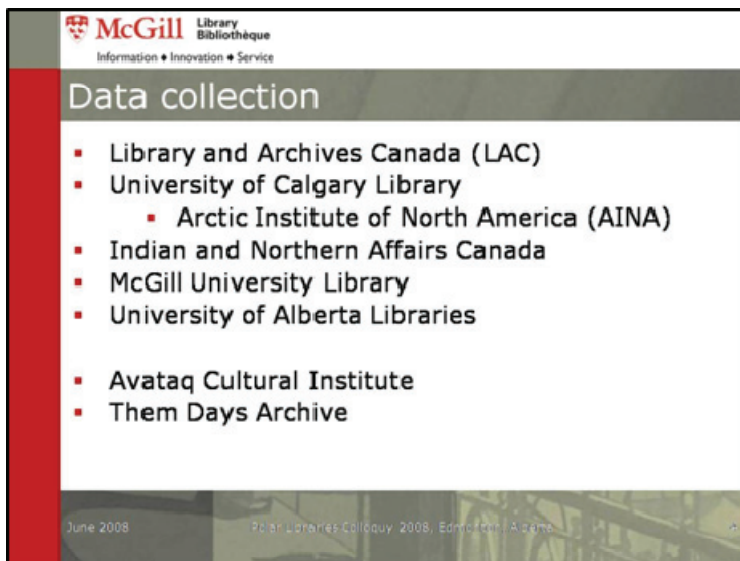 McGill Library
Bibliothèque
Information ♦ Innovation ♦ Service
Data collection
▪ Library and Archives Canada (LAC)
▪ University of Calgary Library
▪ Arctic Institute of North America (AINA)
▪ Indian and Northern Affairs Canada
▪ McGill University Library
▪ University of Alberta Libraries
▪ Avataq Cultural Institute
▪ Them Days Archive
June 2008 Polar Libraries Colloquy 2008, Edmonton, Alberta